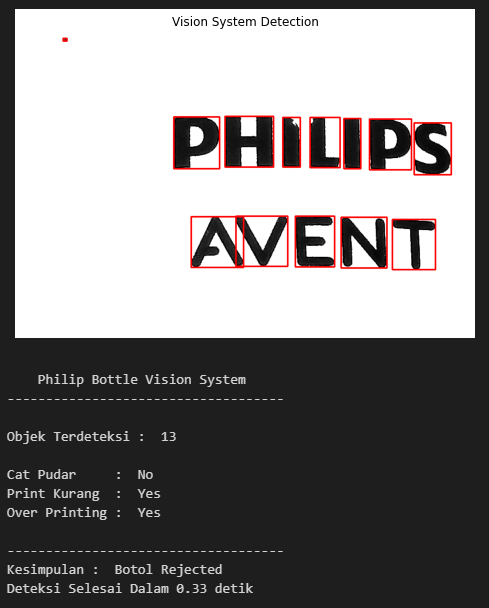 Vision System Detection
PHILIPS
AVENT
Philip Bottle Vision System
------------------------------------
Objek Terdeteksi :  13
Cat Pudar     :  No
Print Kurang  :  Yes
Over Printing :  Yes
------------------------------------
Kesimpulan :  Botol Rejected
Deteksi Selesai Dalam 0.33 detik